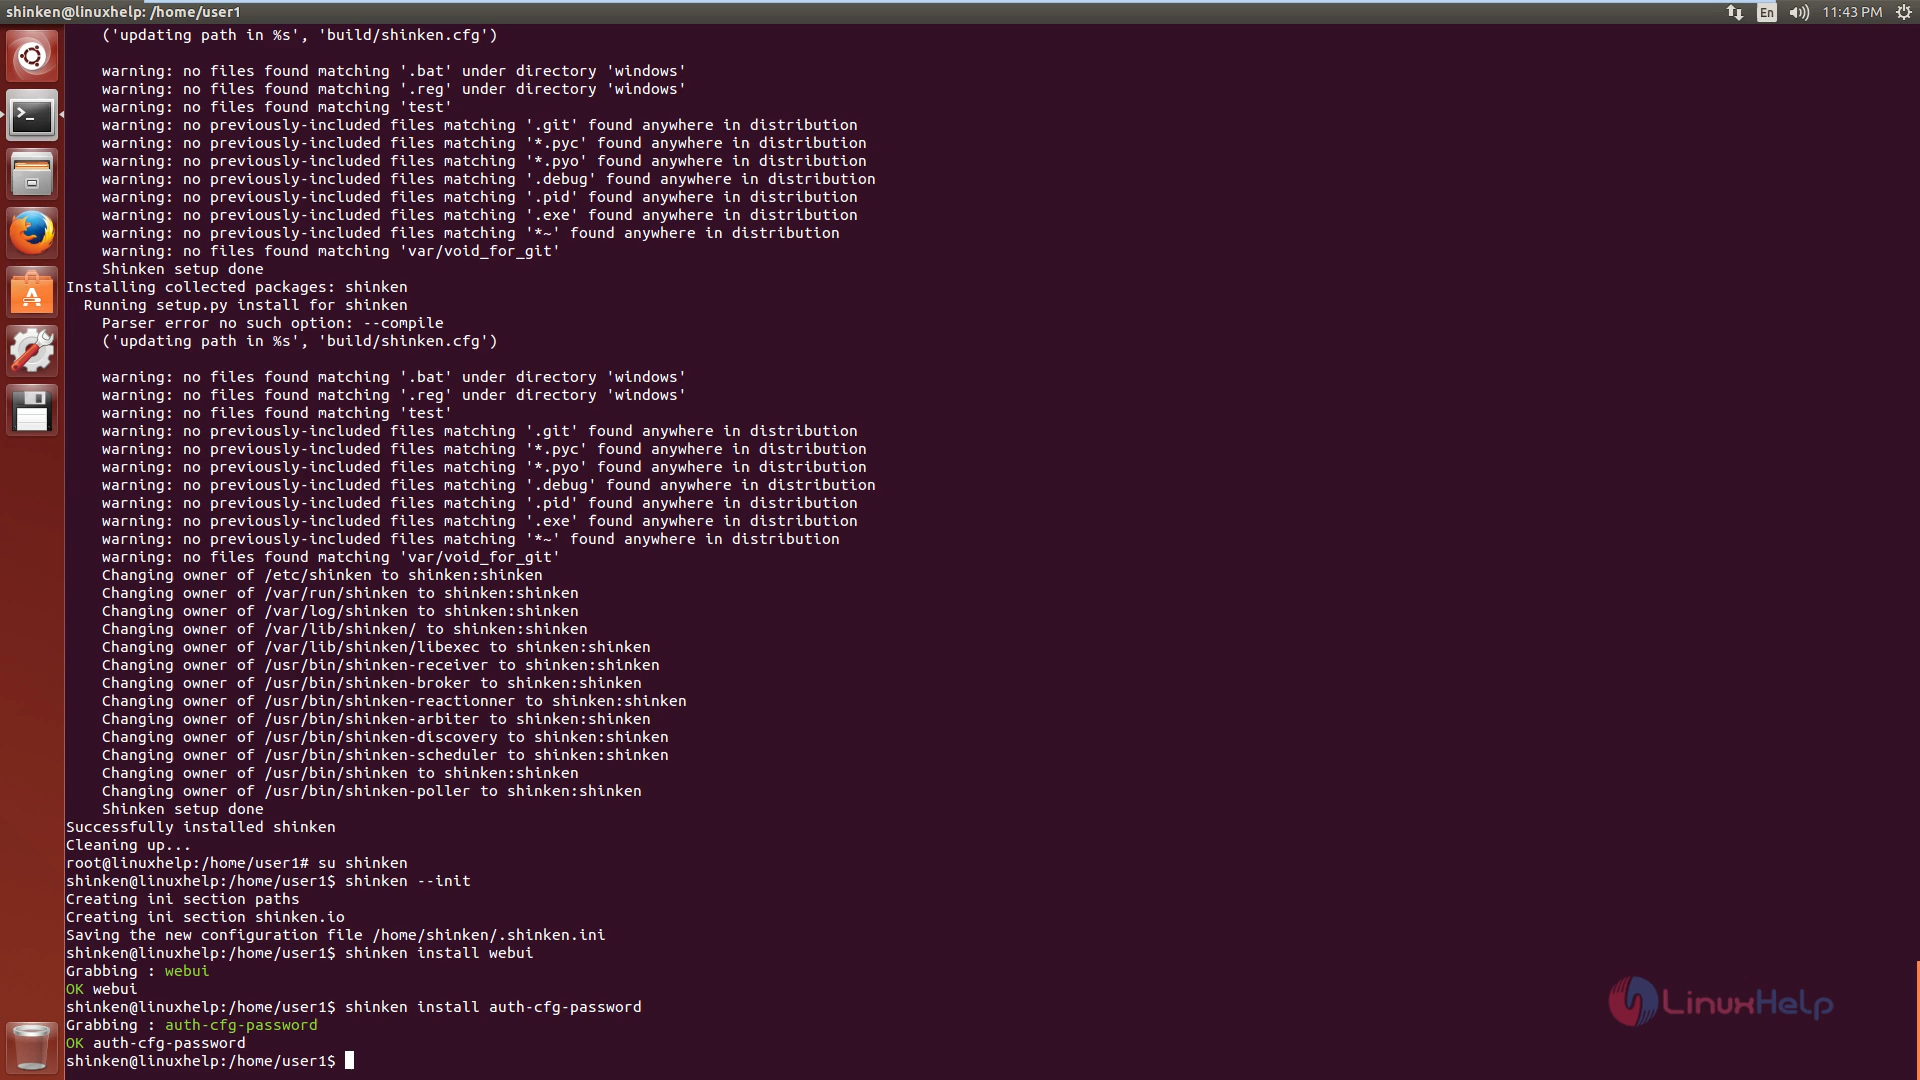 shinken@linuxhelp: /home/user1
En 11:43 PM
('updating path in %s', 'build/shinken.cfg')
warning: no files found matching '.bat' under directory 'windows'
warning: no files found matching '.reg' under directory 'windows'
warning: no files found matching 'test'
warning: no previously-included files matching '.git' found anywhere in distribution
warning: no previously-included files matching '*.pyc' found anywhere in distribution
warning: no previously-included files matching '*.pyo' found anywhere in distribution
warning: no previously-included files matching '.debug' found anywhere in distribution
warning: no previously-included files matching '.pid' found anywhere in distribution
warning: no previously-included files matching '.exe' found anywhere in distribution
warning: no previously-included files matching '*~' found anywhere in distribution
warning: no files found matching 'var/void_for_git'
Shinken setup done
Installing collected packages: shinken
Running setup.py install for shinken
Parser error no such option: --compile
('updating path in %s', 'build/shinken.cfg')
warning: no files found matching '.bat' under directory 'windows'
warning: no files found matching '.reg' under directory 'windows'
warning: no files found matching 'test'
warning: no previously-included files matching '.git' found anywhere in distribution
warning: no previously-included files matching '*.pyc' found anywhere in distribution
warning: no previously-included files matching '*.pyo' found anywhere in distribution
warning: no previously-included files matching '.debug' found anywhere in distribution
warning: no previously-included files matching '.pid' found anywhere in distribution
warning: no previously-included files matching '.exe' found anywhere in distribution
warning: no previously-included files matching '*~' found anywhere in distribution
warning: no files found matching 'var/void_for_git'
Changing owner of /etc/shinken to shinken:shinken
Changing owner of /var/run/shinken to shinken:shinken
Changing owner of /var/log/shinken to shinken:shinken
Changing owner of /var/lib/shinken/ to shinken:shinken
Changing owner of /var/lib/shinken/libexec to shinken:shinken
Changing owner of /usr/bin/shinken-receiver to shinken:shinken
Changing owner of /usr/bin/shinken-broker to shinken:shinken
Changing owner of /usr/bin/shinken-reactionner to shinken:shinken
Changing owner of /usr/bin/shinken-arbiter to shinken:shinken
Changing owner of /usr/bin/shinken-discovery to shinken:shinken
Changing owner of /usr/bin/shinken-scheduler to shinken:shinken
Changing owner of /usr/bin/shinken to shinken:shinken
Changing owner of /usr/bin/shinken-poller to shinken:shinken
Shinken setup done
Successfully installed shinken
Cleaning up...
root@linuxhelp:/home/user1# su shinken
shinken@linuxhelp:/home/user1$ shinken --init
Creating ini section paths
Creating ini section shinken.io
Saving the new configuration file /home/shinken/.shinken.ini
shinken@linuxhelp:/home/user1$ shinken install webui
Grabbing : webui
OK webui
shinken@linuxhelp:/home/user1$ shinken install auth-cfg-password
Grabbing : auth-cfg-password
OK auth-cfg-password
shinken@linuxhelp:/home/user1$
LinuxHelp